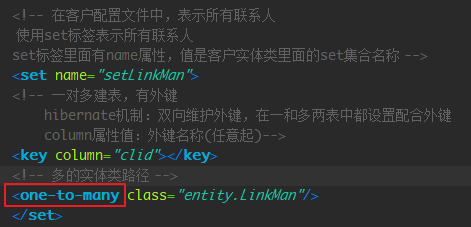 <!-- 在客户配置文件中，表示所有联系人
使用set标签表示所有联系人
set标签里面有name属性，值是客户实体类里面的set集合名称 -->
<set name="setLinkMan">
<!-- 一对多建表，有外键
hibernate机制：双向维护外键，在一和多两表中都设置配合外键
column属性值：外键名称(任意起)-->
<key column="clid"></key>
<!-- 多的实体类路径 -->
<one-to-many class="entity.LinkMan"/>
</set>